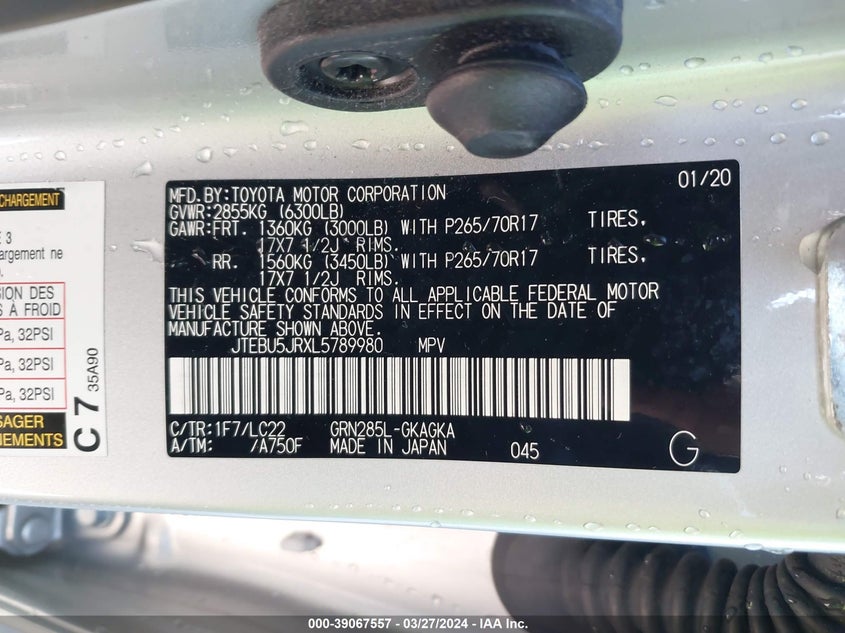 CHARGEMENT
E 3
argement ne
SION DES
S À FROID
Pa, 32PSI
Pa, 32PSI
Pa, 32PSI
SAGER
NEMENTS
C 7 35A90
MFD.BY:TOYOTA MOTOR CORPORATION 01/20
GVWR:2855KG (6300LB)
GAWR:FRT. 1360KG (3000LB) WITH P265/70R17 TIRES.
17X7 1/2J RIMS.
RR. 1560KG (3450LB) WITH P265/70R17 TIRES.
17X7 1/2J RIMS.
THIS VEHICLE CONFORMS TO ALL APPLICABLE FEDERAL MOTOR
VEHICLE SAFETY STANDARDS IN EFFECT ON THE DATE OF
MANUFACTURE SHOWN ABOVE.
JTEBU5JRXL5789980 MPV
C/TR:1F7/LC22 GRN285L-GKAGKA
A/TM: /A750F MADE IN JAPAN 045 G
000-39067557 — 03/27/2024 — IAA Inc.